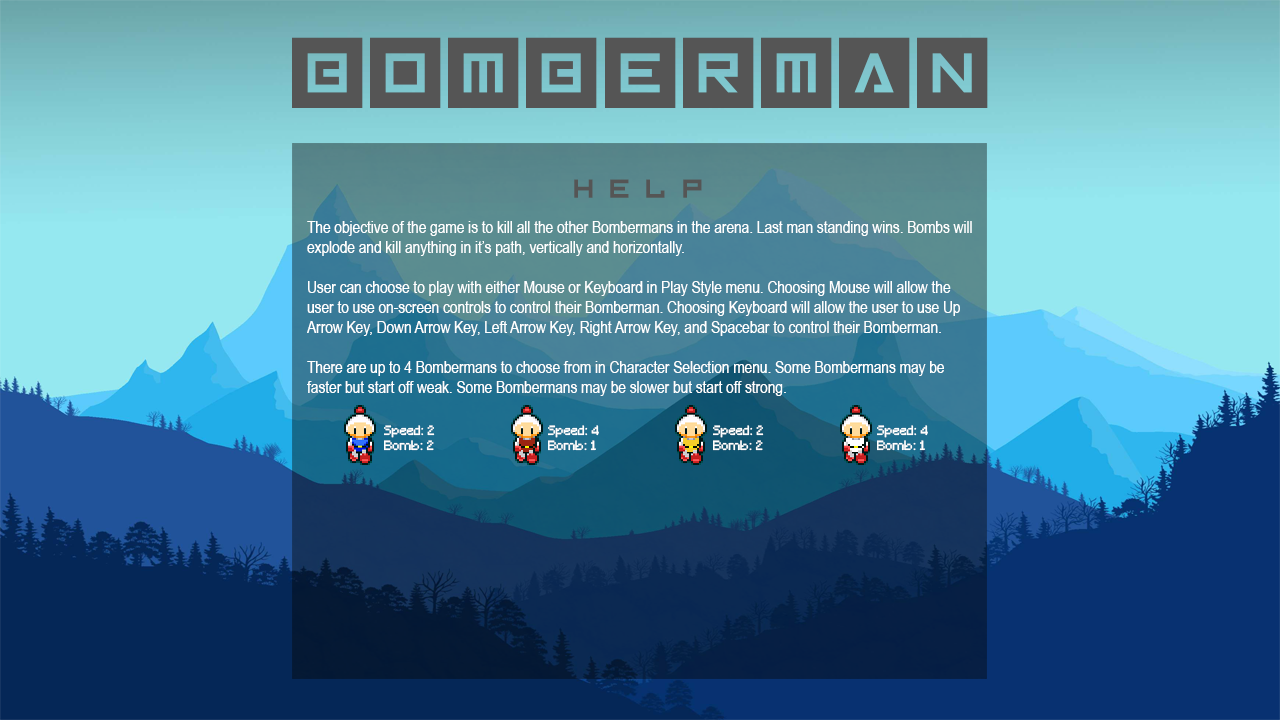 BOMBERMAN
HELP
The objective of the game is to kill all the other Bombermans in the arena. Last man standing wins. Bombs will
explode and kill anything in it's path, vertically and horizontally.
User can choose to play with either Mouse or Keyboard in Play Style menu. Choosing Mouse will allow the
user to use on-screen controls to control their Bomberman. Choosing Keyboard will allow the user to use Up
Arrow Key, Down Arrow Key, Left Arrow Key, Right Arrow Key, and Spacebar to control their Bomberman.
There are up to 4 Bombermans to choose from in Character Selection menu. Some Bombermans may be
faster but start off weak. Some Bombermans may be slower but start off strong.
Speed: 2
Bomb: 2
Speed: 4
Bomb: 1
Speed: 2
Bomb: 2
Speed: 4
Bomb: 1